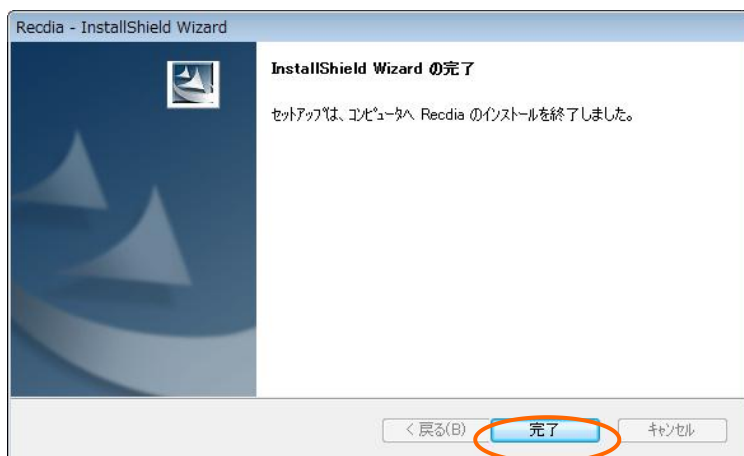 Recdia - InstallShield Wizard
InstallShield Wizard の完了
ｾｯﾄｱｯﾌﾟは、ｺﾝﾋﾟｭｰﾀへ Recdia のｲﾝｽﾄｰﾙを終了しました。
< 戻る(B)
完了
ｷｬﾝｾﾙ